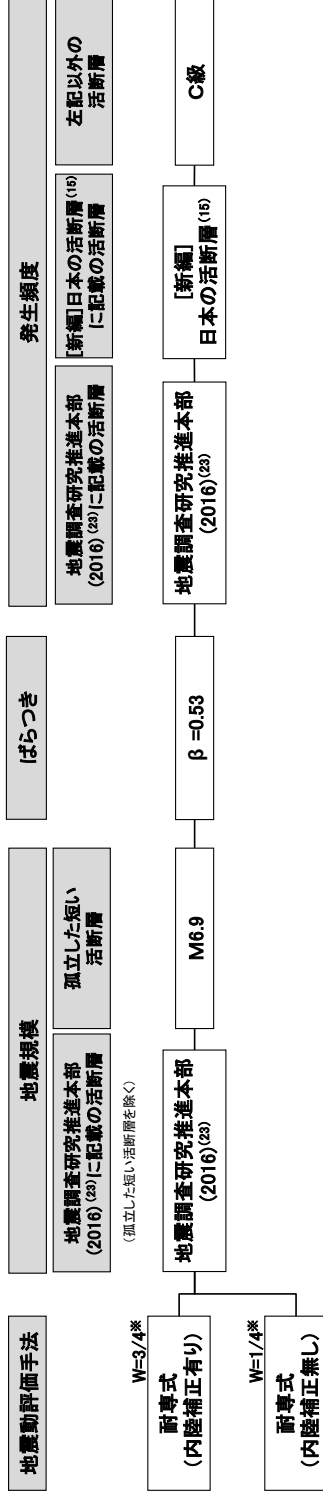 地震動評価手法
地震規模
ばらつき
発生頻度
地震調査研究推進本部
(2016)(23)に記載の活断層
(孤立した短い活断層を除く)
孤立した短い
活断層
地震調査研究推進本部
(2016)(23)に記載の活断層
[新編]日本の活断層(15)
に記載の活断層
左記以外の
活断層
W=3/4※
耐専式
(内陸補正有り)
W=1/4※
耐専式
(内陸補正無し)
地震調査研究推進本部
(2016)(23)
M6.9
β=0.53
地震調査研究推進本部
(2016)(23)
[新編]
日本の活断層(15)
C級